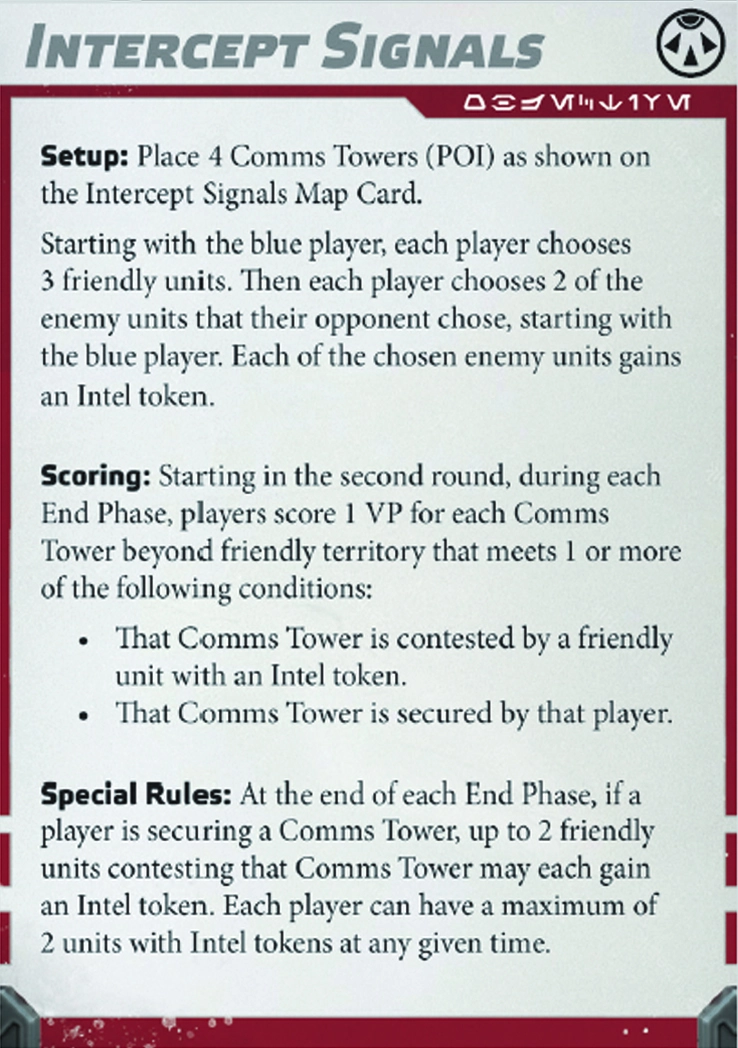 INTERCEPT SIGNALS
Setup: Place 4 Comms Towers (POI) as shown on
the Intercept Signals Map Card.
Starting with the blue player, each player chooses
3 friendly units. Then each player chooses 2 of the
enemy units that their opponent chose, starting with
the blue player. Each of the chosen enemy units gains
an Intel token.
Scoring: Starting in the second round, during each
End Phase, players score 1 VP for each Comms
Tower beyond friendly territory that meets 1 or more
of the following conditions:
• That Comms Tower is contested by a friendly
unit with an Intel token.
• That Comms Tower is secured by that player.
Special Rules: At the end of each End Phase, if a
player is securing a Comms Tower, up to 2 friendly
units contesting that Comms Tower may each gain
an Intel token. Each player can have a maximum of
2 units with Intel tokens at any given time.